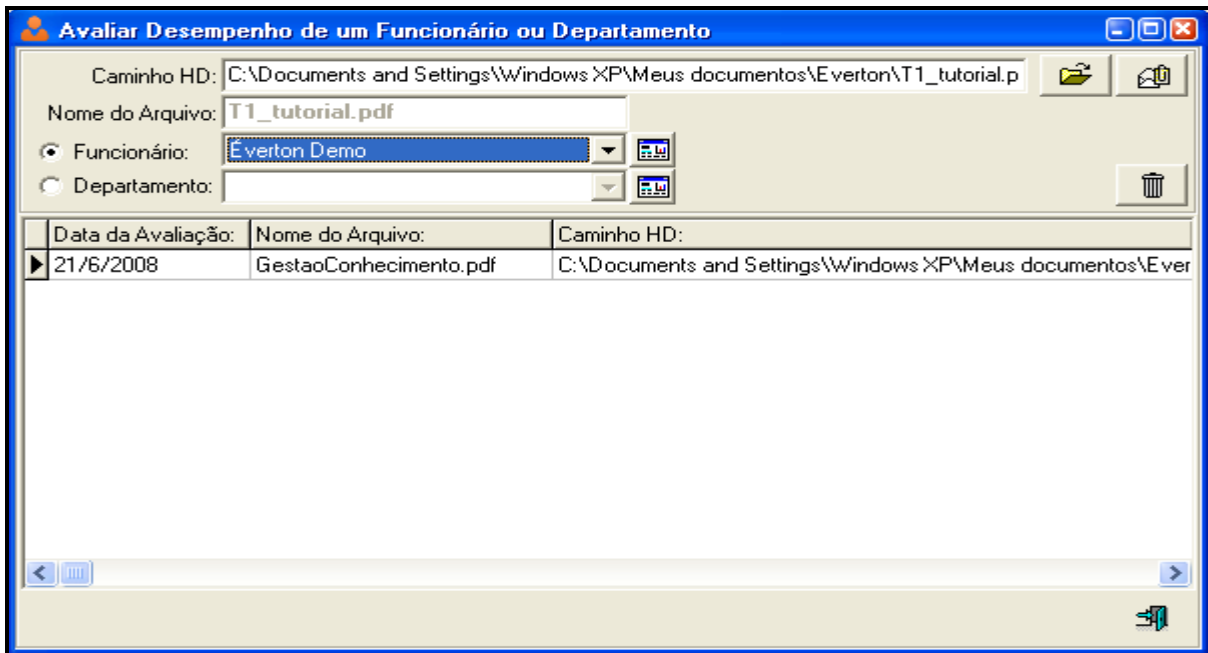 Avaliar Desempenho de um Funcionário ou Departamento
Caminho HD: C:\Documents and Settings\Windows XP\Meus documentos\Everton\T1_tutorial.p
Nome do Arquivo: T1_tutorial.pdf
Funcionário: Éverton Demo
Departamento:
Data da Avaliação: Nome do Arquivo: Caminho HD:
21/6/2008 GestaoConhecimento.pdf C:\Documents and Settings\Windows XP\Meus documentos\Ever